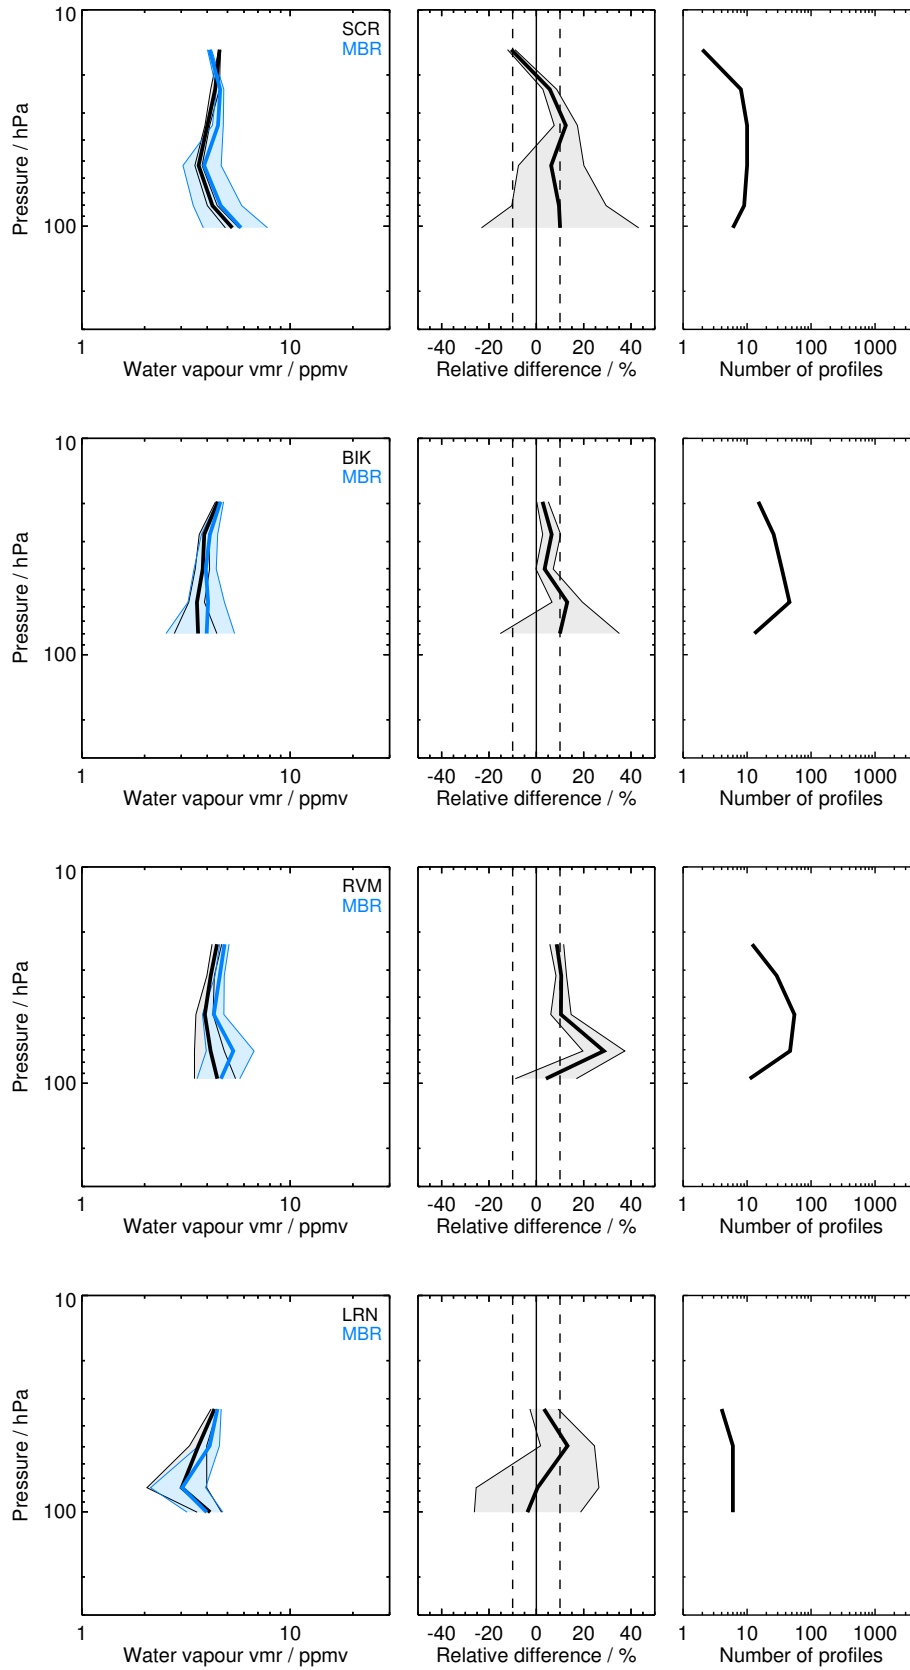 10
SCR
MBR
Pressure / hPa
100
1 10 -40 -20 0 20 40 1 10 100 1000
Water vapour vmr / ppmv Relative difference / % Number of profiles
10
BIK
MBR
Pressure / hPa
100
1 10 -40 -20 0 20 40 1 10 100 1000
Water vapour vmr / ppmv Relative difference / % Number of profiles
10
RVM
MBR
Pressure / hPa
100
1 10 -40 -20 0 20 40 1 10 100 1000
Water vapour vmr / ppmv Relative difference / % Number of profiles
10
LRN
MBR
Pressure / hPa
100
1 10 -40 -20 0 20 40 1 10 100 1000
Water vapour vmr / ppmv Relative difference / % Number of profiles